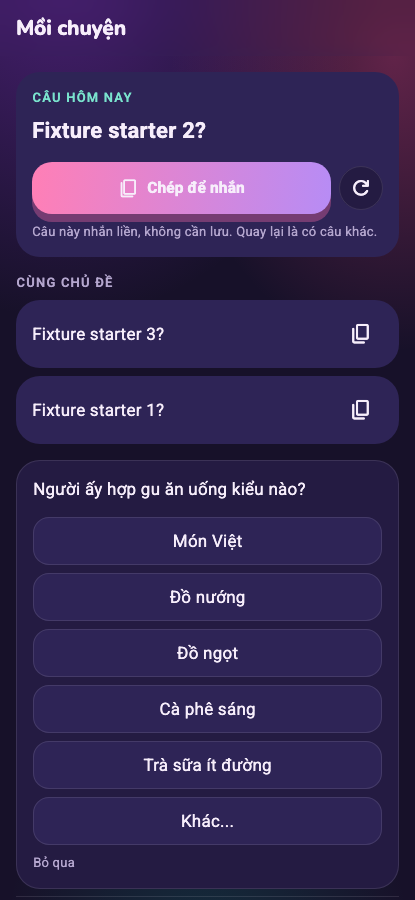 Mồi chuyện
CÂU HÔM NAY
Fixture starter 2?
Chép để nhắn
Câu này nhắn liền, không cần lưu. Quay lại là có câu khác.
CÙNG CHỦ ĐỀ
Fixture starter 3?
Fixture starter 1?
Người ấy hợp gu ăn uống kiểu nào?
Món Việt
Đồ nướng
Đồ ngọt
Cà phê sáng
Trà sữa ít đường
Khác...
Bỏ qua